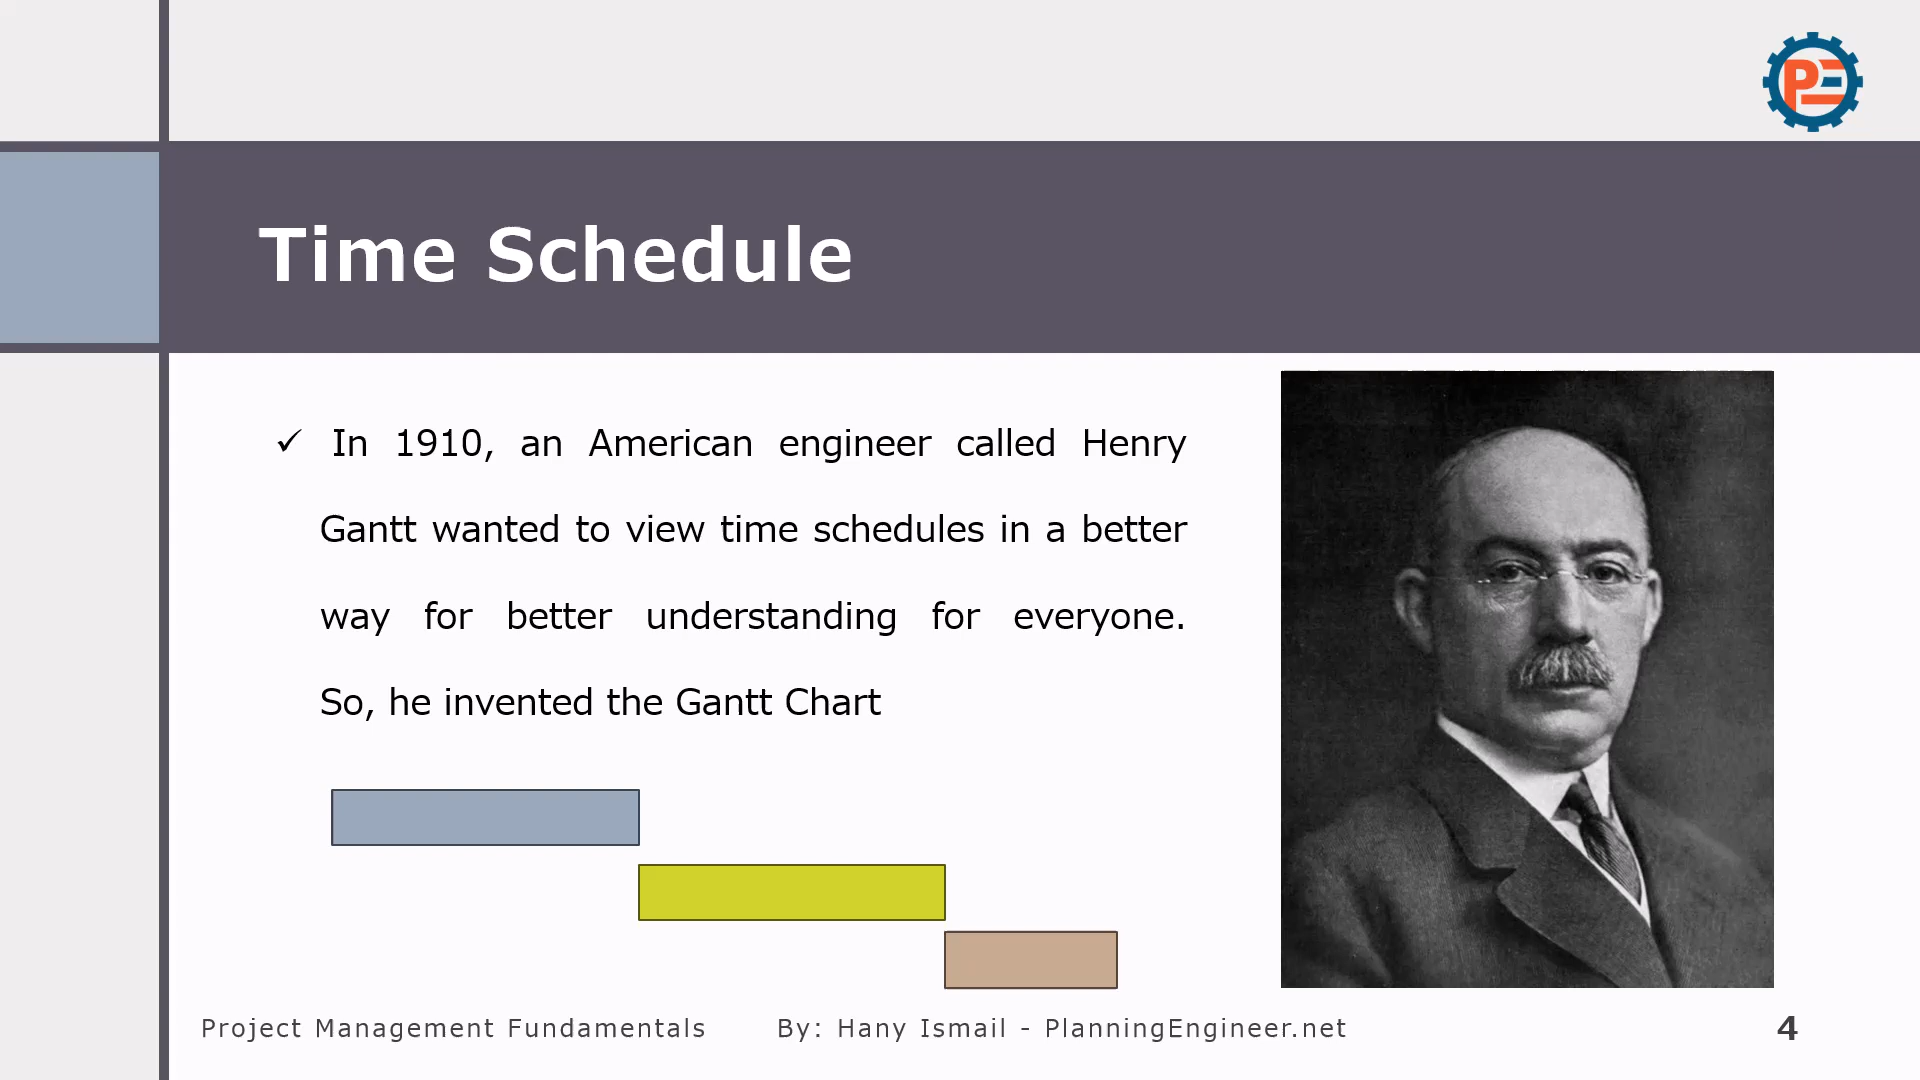 PE
Time Schedule
✓ In 1910, an American engineer called Henry
Gantt wanted to view time schedules in a better
way for better understanding for everyone.
So, he invented the Gantt Chart
Project Management Fundamentals By: Hany Ismail - PlanningEngineer.net 4